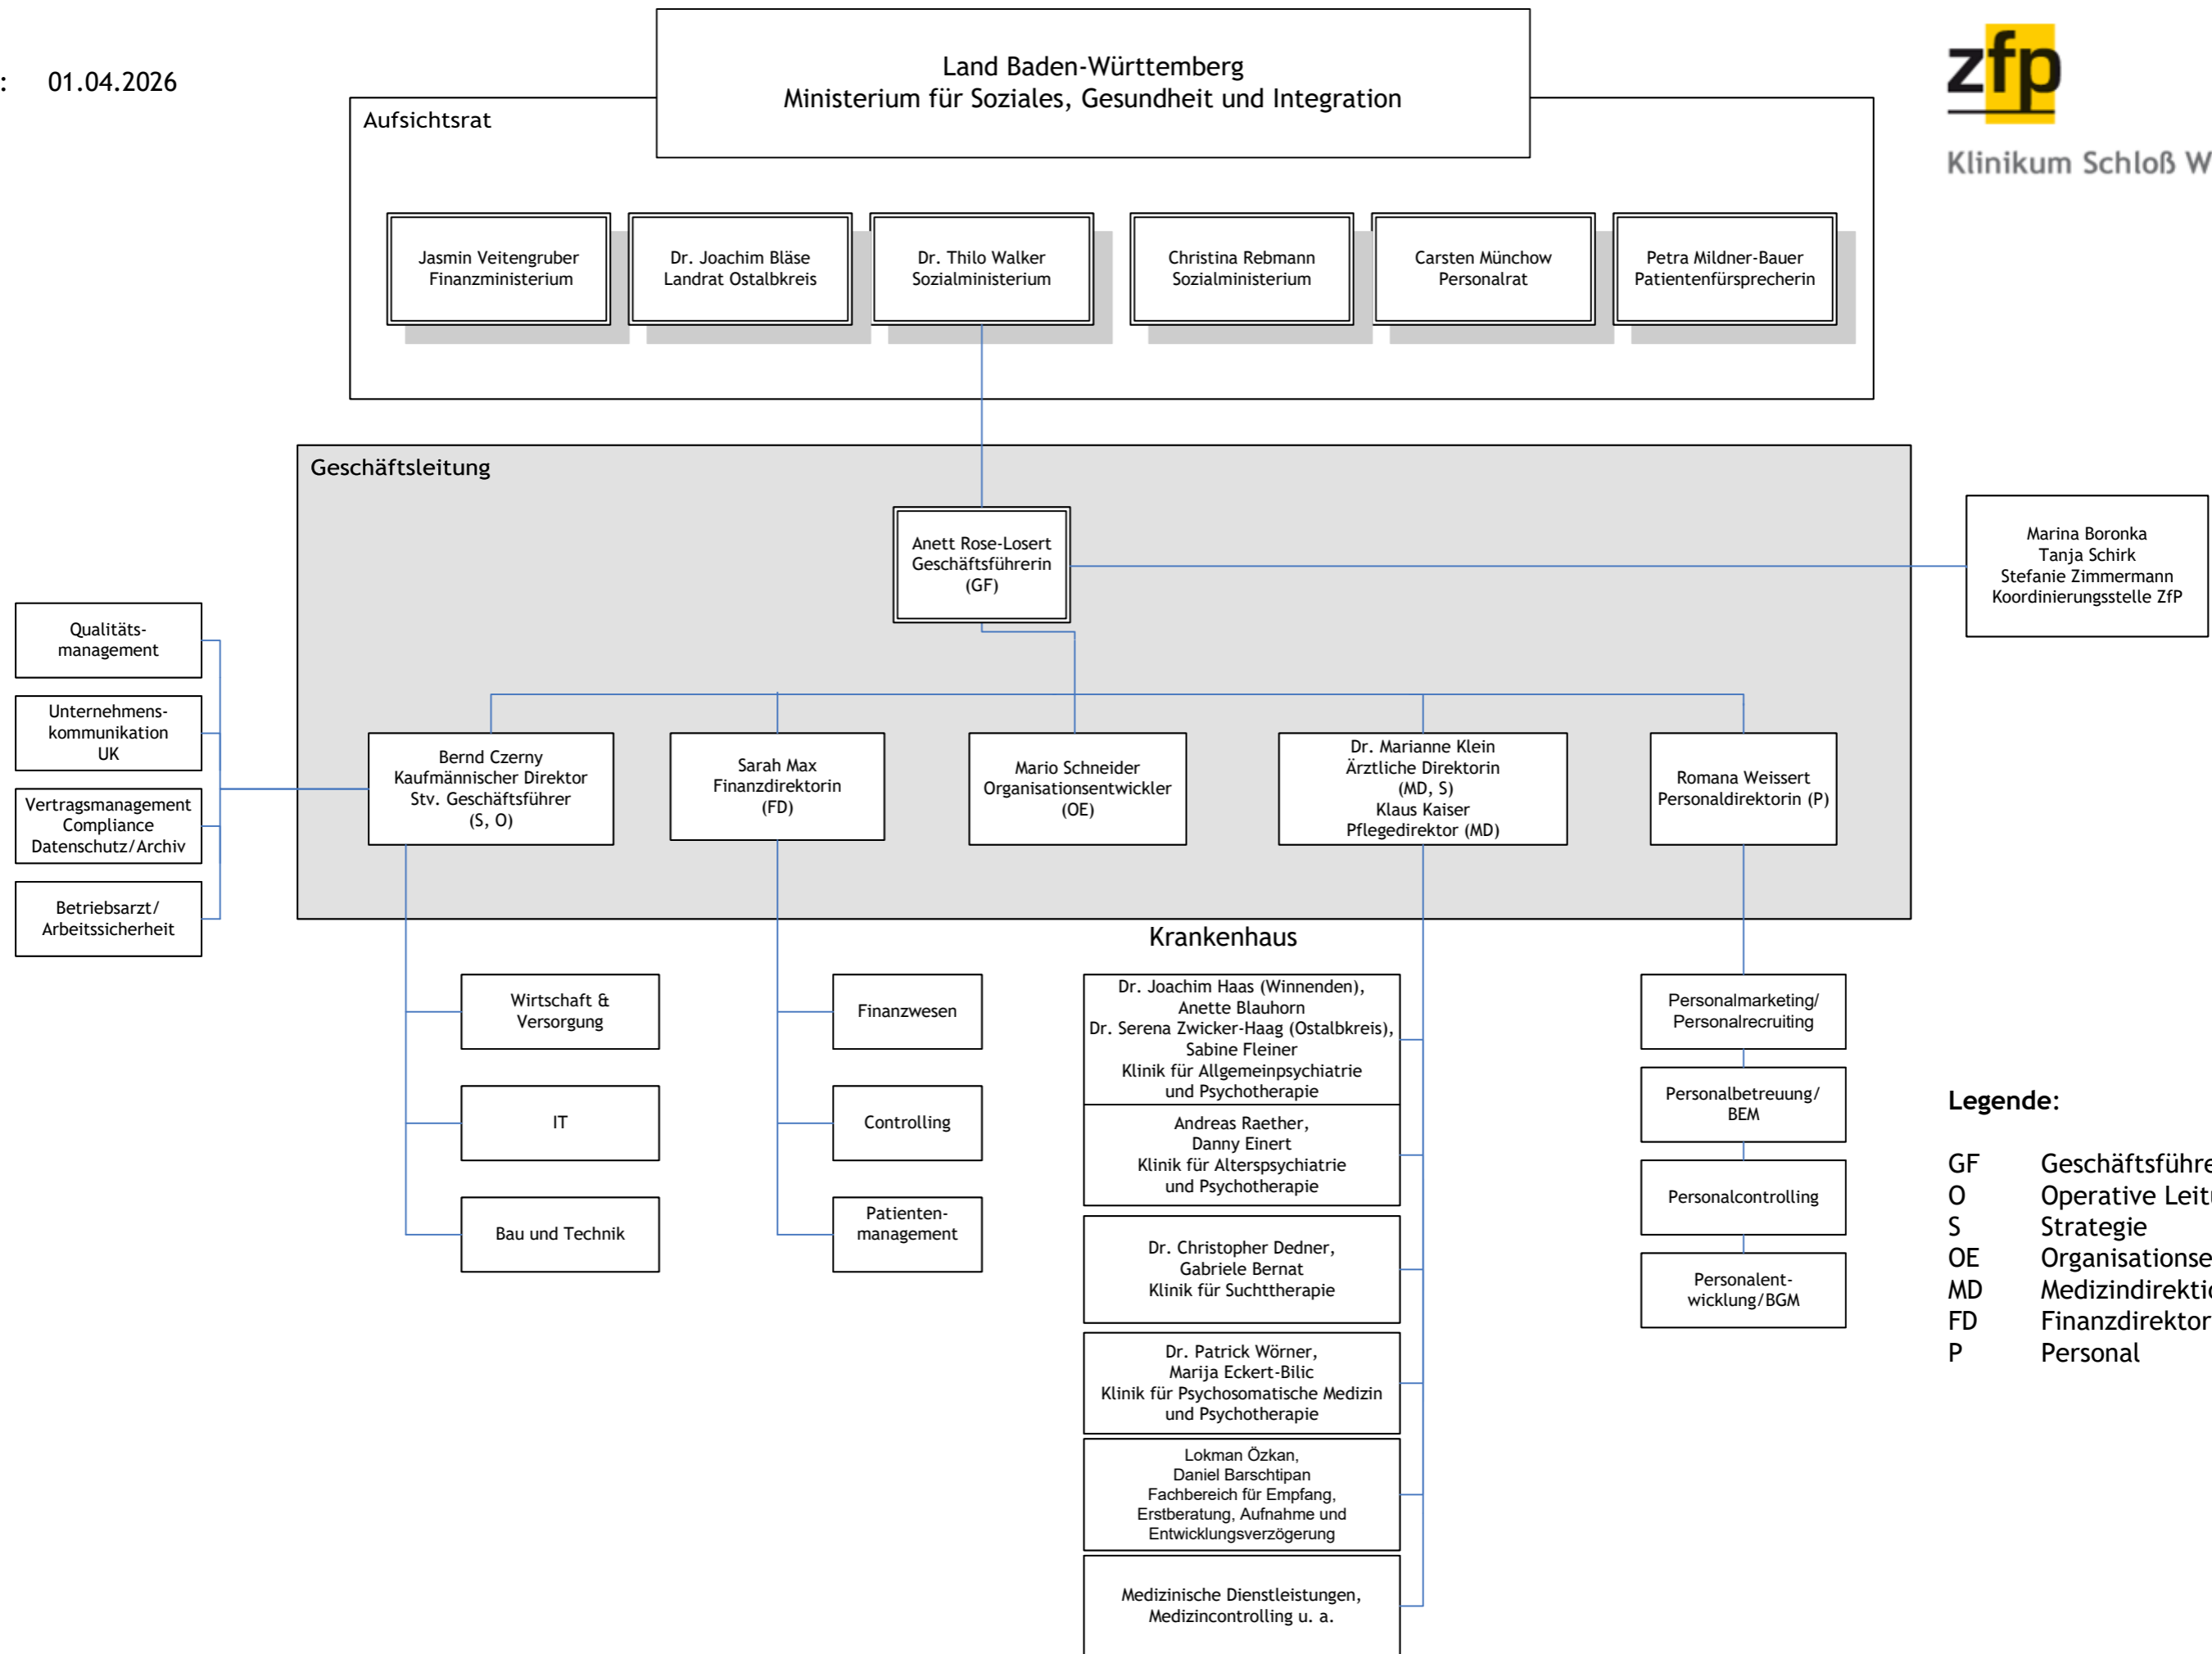 : 01.04.2026
Land Baden-Württemberg
Ministerium für Soziales, Gesundheit und Integration
zfp
Klinikum Schloß W
Aufsichtsrat
Jasmin Veitengruber
Finanzministerium
Dr. Joachim Bläse
Landrat Ostalbkreis
Dr. Thilo Walker
Sozialministerium
Christina Rebmann
Sozialministerium
Carsten Münchow
Personalrat
Petra Mildner-Bauer
Patientenfürsprecherin
Geschäftsleitung
Anett Rose-Losert
Geschäftsführerin
(GF)
Marina Boronka
Tanja Schirk
Stefanie Zimmermann
Koordinierungsstelle ZfP
Qualitäts-
management
Unternehmens-
kommunikation
UK
Vertragsmanagement
Compliance
Datenschutz/Archiv
Betriebsarzt/
Arbeitssicherheit
Bernd Czerny
Kaufmännischer Direktor
Stv. Geschäftsführer
(S, O)
Sarah Max
Finanzdirektorin
(FD)
Mario Schneider
Organisationsentwickler
(OE)
Dr. Marianne Klein
Ärztliche Direktorin
(MD, S)
Klaus Kaiser
Pflegedirektor (MD)
Romana Weissert
Personaldirektorin (P)
Krankenhaus
Wirtschaft &
Versorgung
IT
Bau und Technik
Finanzwesen
Controlling
Patienten-
management
Dr. Joachim Haas (Winnenden),
Anette Blauhorn
Dr. Serena Zwicker-Haag (Ostalbkreis),
Sabine Fleiner
Klinik für Allgemeinpsychiatrie
und Psychotherapie
Andreas Raether,
Danny Einert
Klinik für Alterspsychiatrie
und Psychotherapie
Dr. Christopher Dedner,
Gabriele Bernat
Klinik für Suchttherapie
Dr. Patrick Wörner,
Marija Eckert-Bilic
Klinik für Psychosomatische Medizin
und Psychotherapie
Lokman Özkan,
Daniel Barschtipan
Fachbereich für Empfang,
Erstberatung, Aufnahme und
Entwicklungsverzögerung
Medizinische Dienstleistungen,
Medizincontrolling u. a.
Personalmarketing/
Personalrecruiting
Personalbetreuung/
BEM
Personalcontrolling
Personalent-
wicklung/BGM
Legende:
GF Geschäftsführe
O Operative Leit
S Strategie
OE Organisationse
MD Medizindirektio
FD Finanzdirektor
P Personal